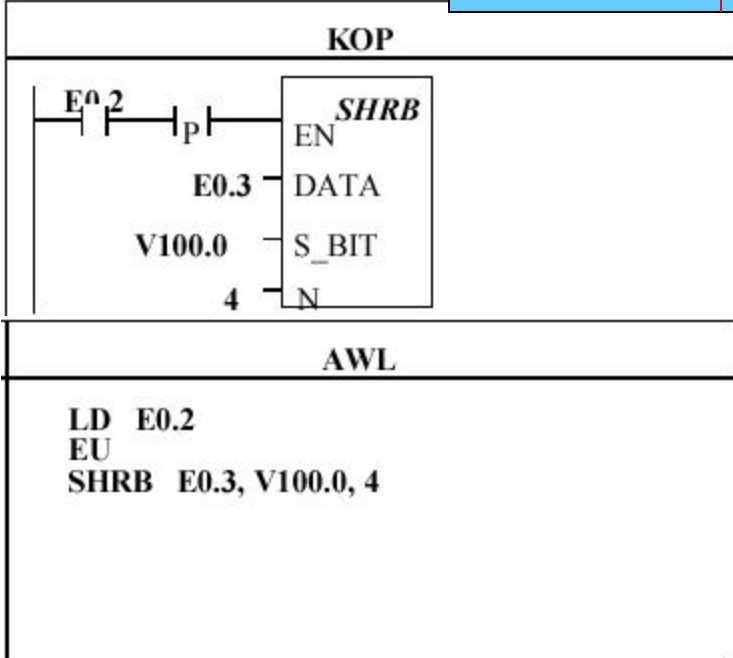 KOP
E0.2
P
SHRB
EN
E0.3
DATA
V100.0
S_BIT
4
N
AWL
LD E0.2
EU
SHRB E0.3, V100.0, 4